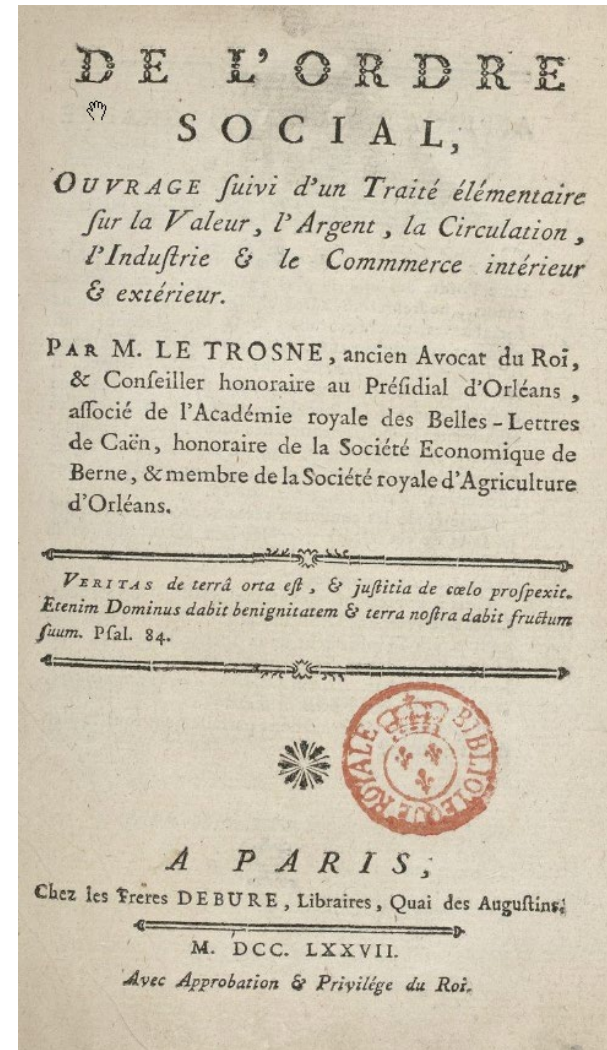 DE L'ORDRE
SOCIAL,
OUVRAGE ſuivi d'un Traité élémentaire
ſur la Valeur, l'Argent, la Circulation,
l'Induſtrie & le Commmerce intérieur
& extérieur.
PAR M. LE TROSNE, ancien Avocat du Roi,
& Conſeiller honoraire au Préſidial d'Orléans,
aſſocié de l'Académie royale des Belles-Lettres
de Caën, honoraire de la Société Economique de
Berne, & membre de la Société royale d'Agriculture
d'Orléans.
VERITAS de terrâ orta eſt, & juſtitia de cœlo proſpexit.
Etenim Dominus dabit benignitatem & terra noſtra dabit fructum
ſuum. Pſal. 84.
BIBLIOTEQUE ROYALE
A PARIS,
Chez les Freres DEBURE, Libraires, Quai des Auguſtins.
M. DCC. LXXVII.
Avec Approbation & Privilége du Roi.